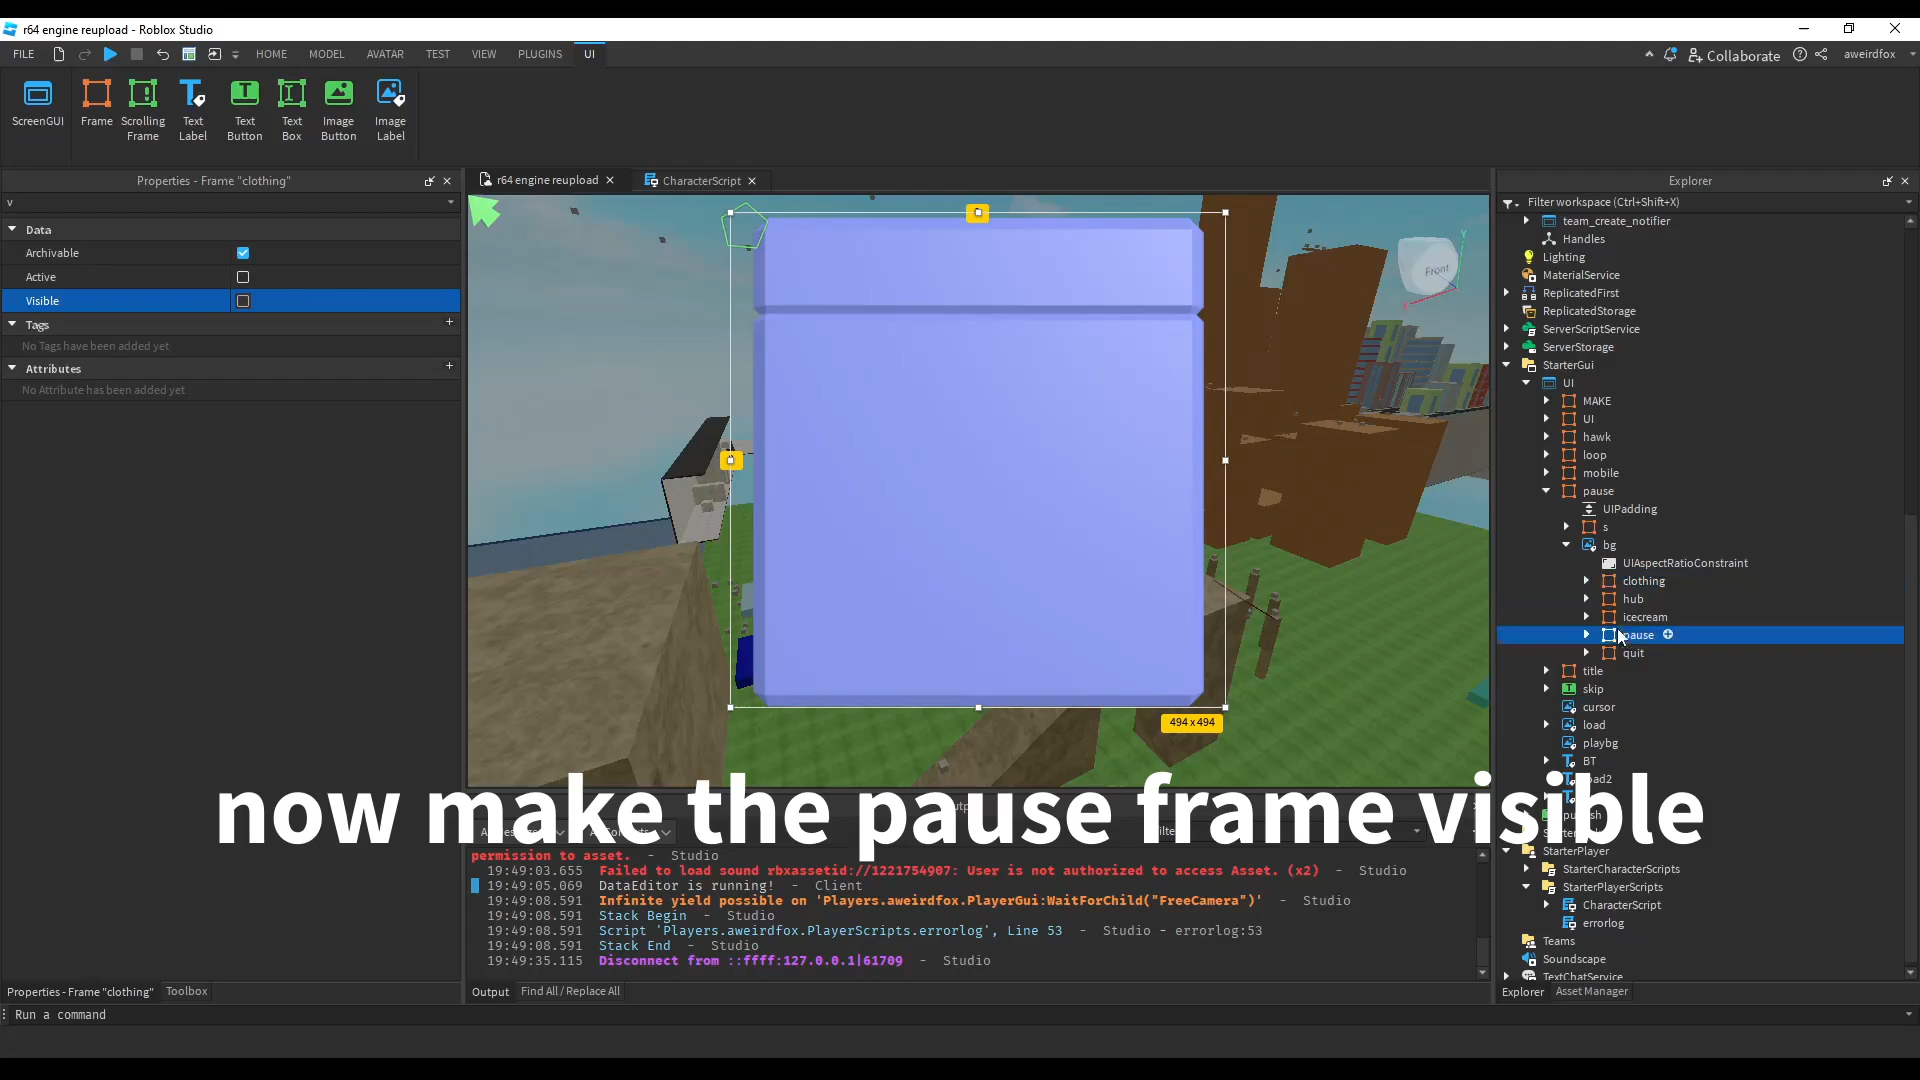 r64 engine reupload - Roblox Studio
FILE
HOME
MODEL
AVATAR
TEST
VIEW
PLUGINS
UI
Collaborate
aweirdfox
ScreenGUI
Frame
Scrolling
Frame
Text
Label
Text
Button
Text
Box
Image
Button
Image
Label
Properties - Frame "clothing"
v
Data
Archivable
Active
Visible
Tags
No Tags have been added yet
Attributes
No Attribute has been added yet
Properties - Frame "clothing"
Toolbox
r64 engine reupload
CharacterScript
Front
Y
X
494 x 494
now make the pause frame visible
permission to asset. - Studio
19:49:03.655 Failed to load sound rbxassetid://1221754907: User is not authorized to access Asset. (x2) - Studio
19:49:05.069 DataEditor is running! - Client
19:49:08.591 Infinite yield possible on 'Players.aweirdfox.PlayerGui:WaitForChild("FreeCamera")' - Studio
19:49:08.591 Stack Begin - Studio
19:49:08.591 Script 'Players.aweirdfox.PlayerScripts.errorlog', Line 53 - Studio - errorlog:53
19:49:08.591 Stack End - Studio
19:49:35.115 Disconnect from ::ffff:127.0.0.1|61709 - Studio
Output
Find All / Replace All
Explorer
Filter workspace (Ctrl+Shift+X)
team_create_notifier
Handles
Lighting
MaterialService
ReplicatedFirst
ReplicatedStorage
ServerScriptService
ServerStorage
StarterGui
UI
MAKE
UI
hawk
loop
mobile
pause
UIPadding
s
bg
UIAspectRatioConstraint
clothing
hub
icecream
pause
quit
title
skip
cursor
load
playbg
BT
StarterPlayer
StarterCharacterScripts
StarterPlayerScripts
CharacterScript
errorlog
Teams
Soundscape
TextChatService
Explorer
Asset Manager
Run a command